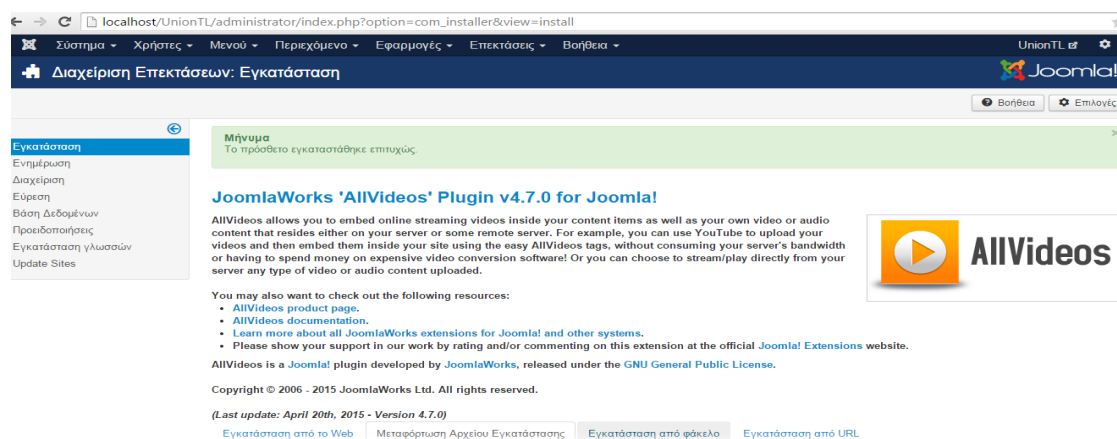 localhost/UnionTL/administrator/index.php?option=com_installer&view=install
Σύστημα Χρήστες Μενού Περιεχόμενο Εφαρμογές Επεκτάσεις Βοήθεια UnionTL
Διαχείριση Επεκτάσεων: Εγκατάσταση Joomla!
Βοήθεια Επιλογές
Εγκατάσταση
Ενημέρωση
Διαχείριση
Εύρεση
Βάση Δεδομένων
Προειδοποιήσεις
Εγκατάσταση γλωσσών
Update Sites
Μήνυμα
Το πρόσθετο εγκαταστάθηκε επιτυχώς.
JoomlaWorks 'AllVideos' Plugin v4.7.0 for Joomla!
AllVideos allows you to embed online streaming videos inside your content items as well as your own video or audio
content that resides either on your server or some remote server. For example, you can use YouTube to upload your
videos and then embed them inside your site using the easy AllVideos tags, without consuming your server's bandwidth
or having to spend money on expensive video conversion software! Or you can choose to stream/play directly from your
server any type of video or audio content uploaded.
AllVideos
You may also want to check out the following resources:
• AllVideos product page.
• AllVideos documentation.
• Learn more about all JoomlaWorks extensions for Joomla! and other systems.
• Please show your support in our work by rating and/or commenting on this extension at the official Joomla! Extensions website.
AllVideos is a Joomla! plugin developed by JoomlaWorks, released under the GNU General Public License.
Copyright © 2006 - 2015 JoomlaWorks Ltd. All rights reserved.
(Last update: April 20th, 2015 - Version 4.7.0)
Εγκατάσταση από το Web Μεταφόρτωση Αρχείου Εγκατάστασης Εγκατάσταση από φάκελο Εγκατάσταση από URL